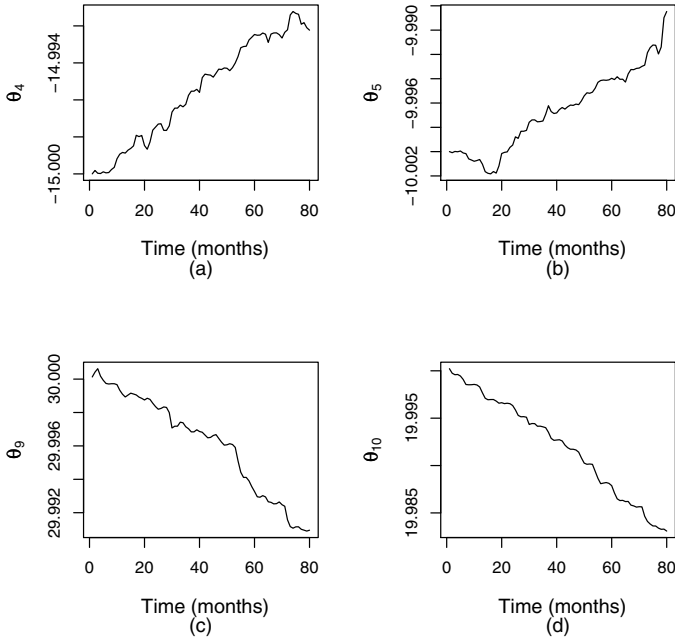 θ4
−15.000
−14.994
0
20
40
60
80
Time (months)
(a)
θ5
−10.002
−9.996
−9.990
0
20
40
60
80
Time (months)
(b)
θ9
29.992
29.996
30.000
0
20
40
60
80
Time (months)
(c)
θ10
19.985
19.995
0
20
40
60
80
Time (months)
(d)